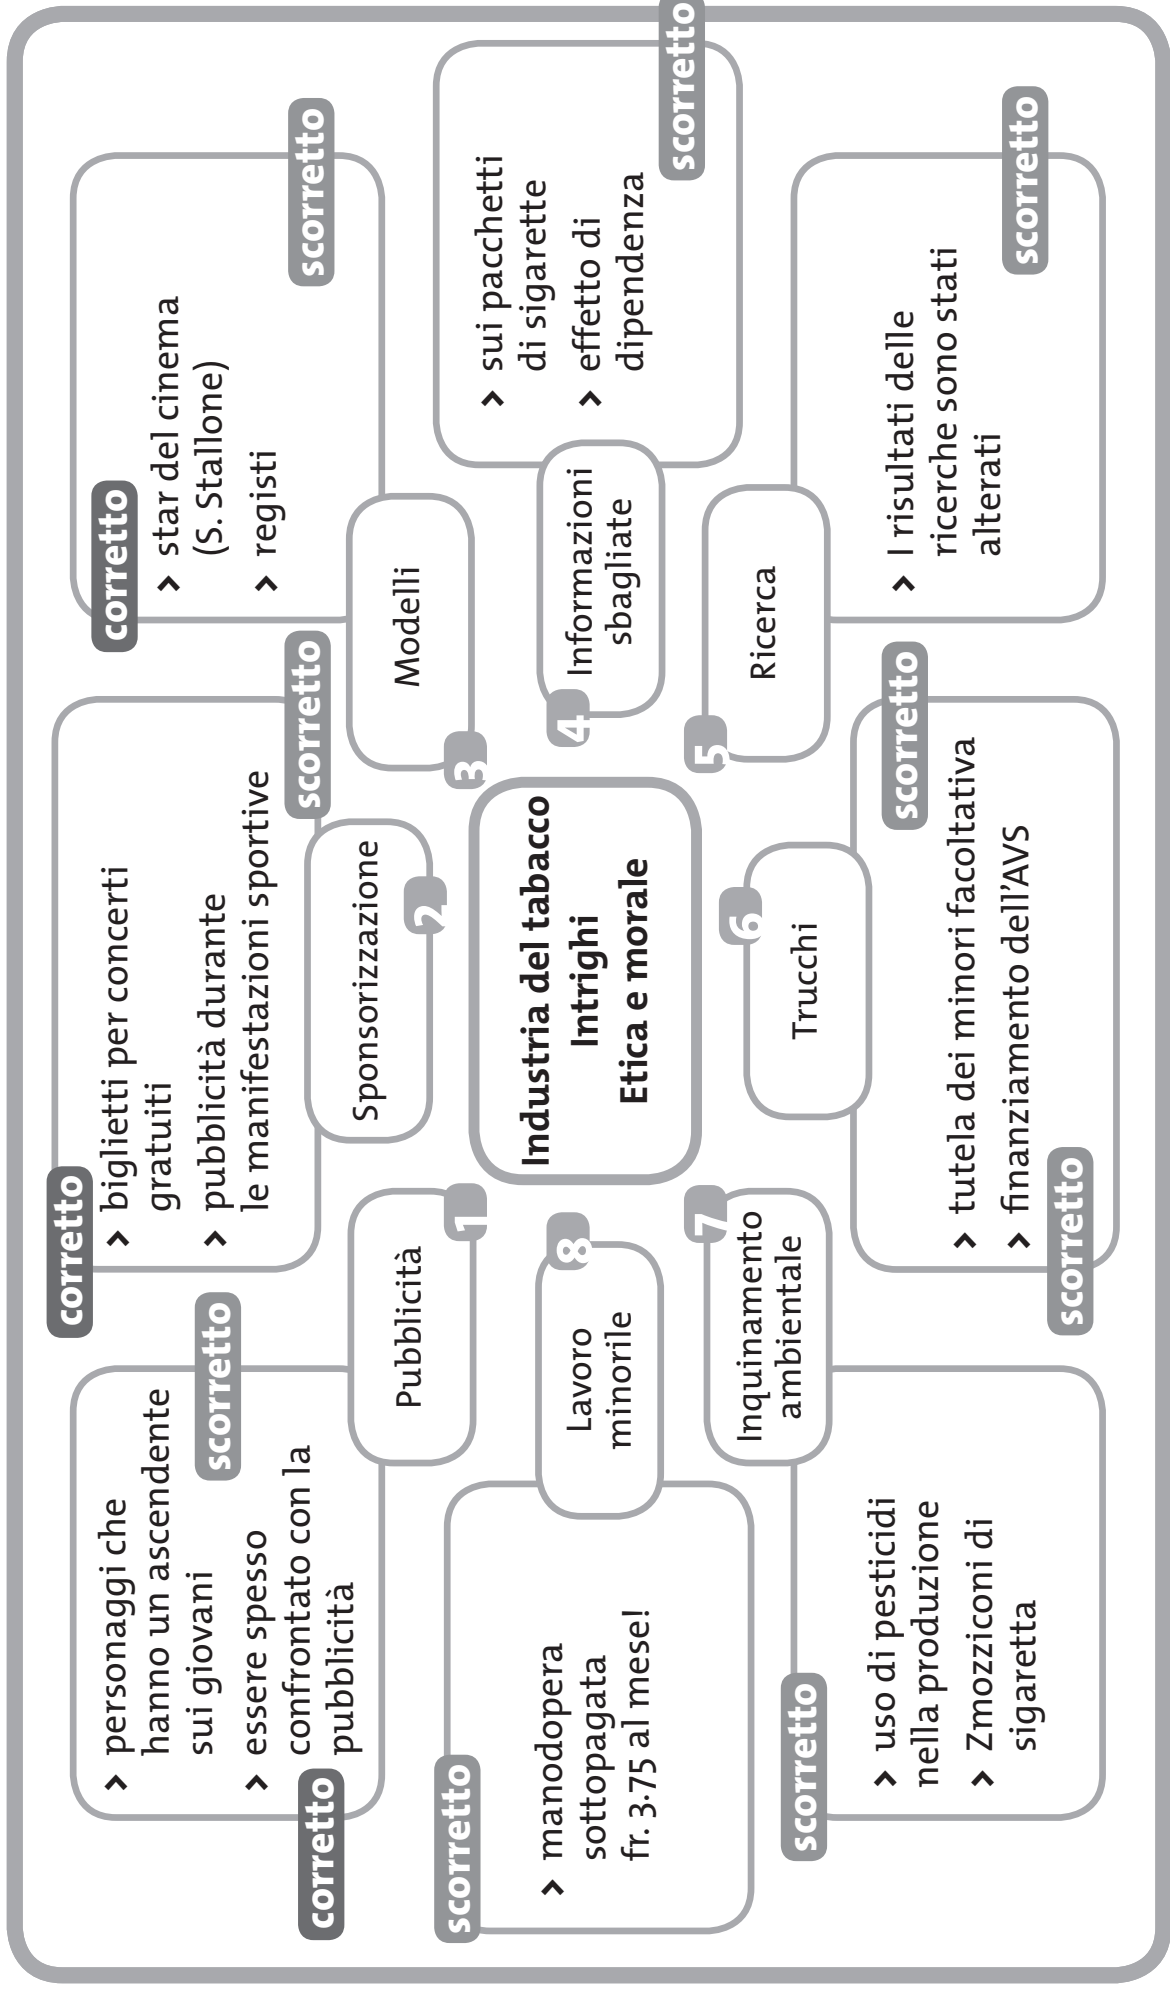 Industria del tabacco
Intrighi
Etica e morale
1
Pubblicità
> personaggi che
hanno un ascendente
sui giovani
scorretto
> essere spesso
confrontato con la
pubblicità
corretto
2
Sponsorizzazione
corretto
> biglietti per concerti
gratuiti
> pubblicità durante
le manifestazioni sportive
scorretto
3
Modelli
corretto
> star del cinema
(S. Stallone)
> registi
scorretto
4
Informazioni
sbagliate
> sui pacchetti
di sigarette
> effetto di
dipendenza
scorretto
5
Ricerca
> I risultati delle
ricerche sono stati
alterati
scorretto
6
Trucchi
scorretto
> tutela dei minori facoltativa
> finanziamento dell'AVS
scorretto
7
Inquinamento
ambientale
scorretto
> uso di pesticidi
nella produzione
> Zmozziconi di
sigaretta
8
Lavoro
minorile
scorretto
> manodopera
sottopagata
fr. 3.75 al mese!